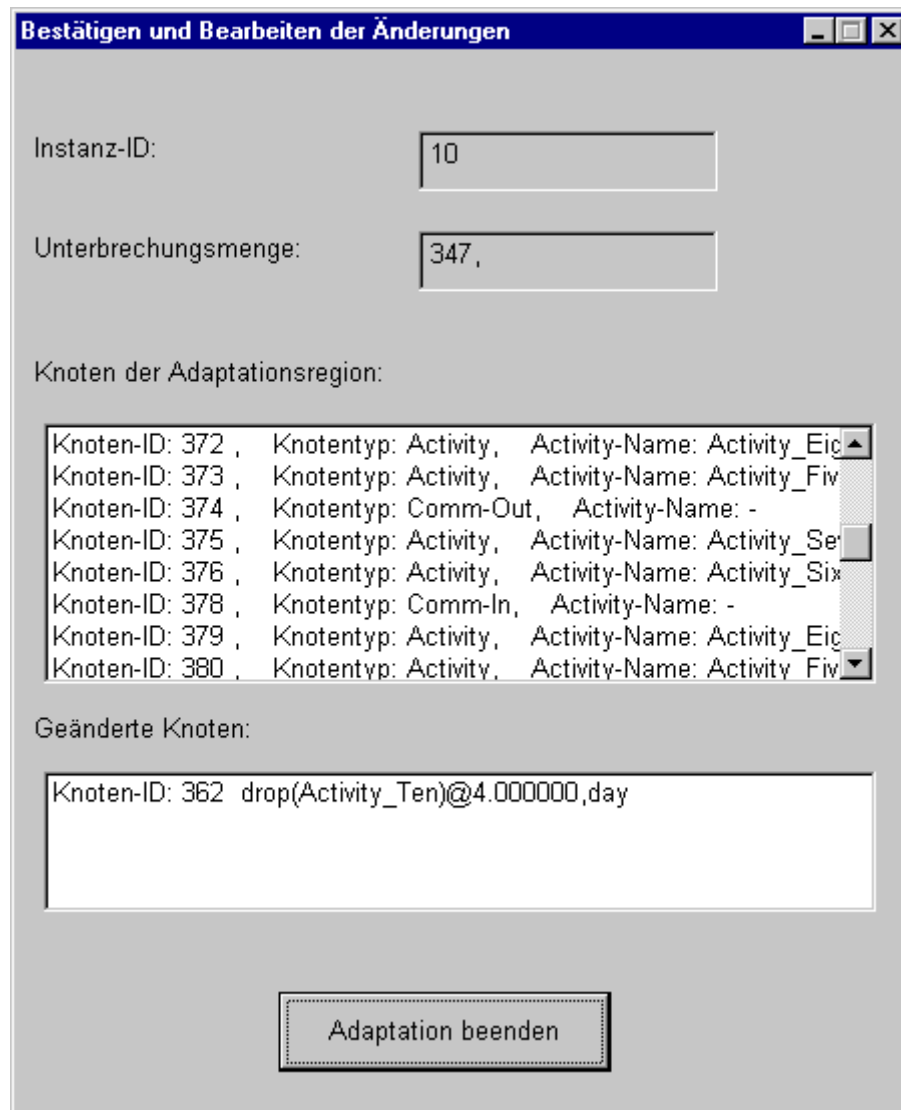 Bestätigen und Bearbeiten der Änderungen
Instanz-ID: 10
Unterbrechungsmenge: 347,
Knoten der Adaptationsregion:
Knoten-ID: 372 , Knotentyp: Activity, Activity-Name: Activity_Eig
Knoten-ID: 373 , Knotentyp: Activity, Activity-Name: Activity_Fiv
Knoten-ID: 374 , Knotentyp: Comm-Out, Activity-Name: -
Knoten-ID: 375 , Knotentyp: Activity, Activity-Name: Activity_Sev
Knoten-ID: 376 , Knotentyp: Activity, Activity-Name: Activity_Six
Knoten-ID: 378 , Knotentyp: Comm-In, Activity-Name: -
Knoten-ID: 379 , Knotentyp: Activity, Activity-Name: Activity_Eig
Knoten-ID: 380 , Knotentyp: Activity, Activity-Name: Activity_Fiv
Geänderte Knoten:
Knoten-ID: 362 drop(Activity_Ten)@4.000000,day
Adaptation beenden